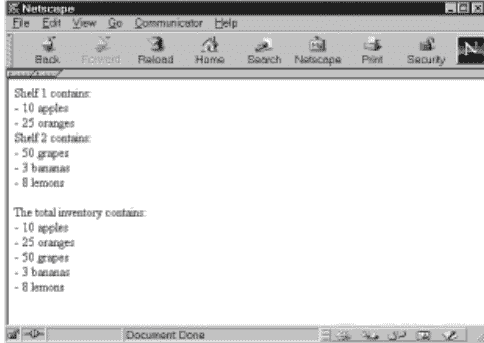 Netscape
File Edit View Go Communicator Help
Back Forward Reload Home Search Netscape Print Security
N
Shelf 1 contains:
- 10 apples
- 25 oranges
Shelf 2 contains:
- 50 grapes
- 3 bananas
- 8 lemons
The total inventory contains:
- 10 apples
- 25 oranges
- 50 grapes
- 3 bananas
- 8 lemons
Document Done